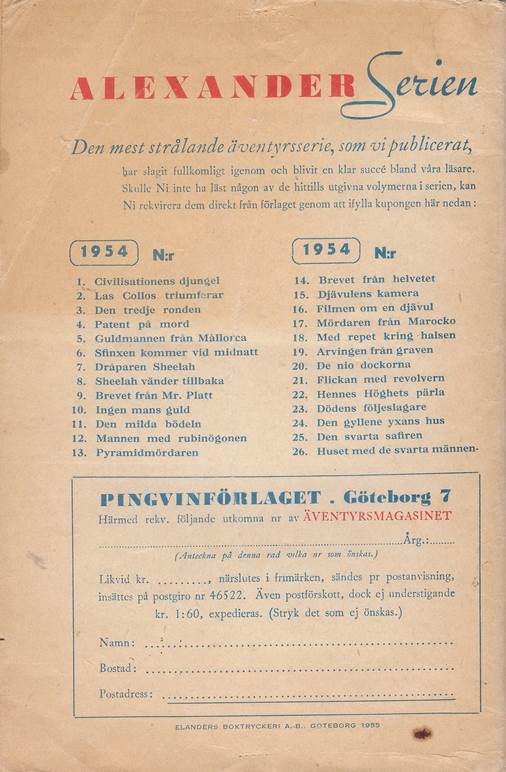 ALEXANDER Serien
Den mest strålande äventyrsserie, som vi publicerat,
har slagit fullkomligt igenom och blivit en klar succé bland våra läsare.
Skulle Ni inte ha läst någon av de hittills utgivna volymerna i serien, kan
Ni rekvirera dem direkt från förlaget genom att ifylla kupongen här nedan:
1954 N:r
1. Civilisationens djungel
2. Las Collos triumferar
3. Den tredje ronden
4. Patent på mord
5. Guldmannen från Mallorca
6. Sfinxen kommer vid midnatt
7. Dråparen Sheelah
8. Sheelah vänder tillbaka
9. Brevet från Mr. Platt
10. Ingen mans guld
11. Den milda bödeln
12. Mannen med rubinögonen
13. Pyramidmördaren
1954 N:r
14. Brevet från helvetet
15. Djävulens kamera
16. Filmen om en djävul
17. Mördaren från Marocko
18. Med repet kring halsen
19. Arvingen från graven
20. De nio dockorna
21. Flickan med revolvern
22. Hennes Höghets pärla
23. Dödens följeslagare
24. Den gyllene yxans hus
25. Den svarta safiren
26. Huset med de svarta männen-
PINGVINFÖRLAGET . Göteborg 7
Härmed rekv. följande utkomna nr av ÄVENTYRSMAGASINET
Årg.:........
(Anteckna på denna rad vilka nr som önskas.)
Likvid kr. ........., närslutes i frimärken, sändes pr postanvisning,
insättes på postgiro nr 46522. Även postförskott, dock ej understigande
kr. 1:60, expedieras. (Stryk det som ej önskas.)
Namn:
Bostad:
Postadress:
ELANDERS BOKTRYCKERI A.-B., GÖTEBORG 1955